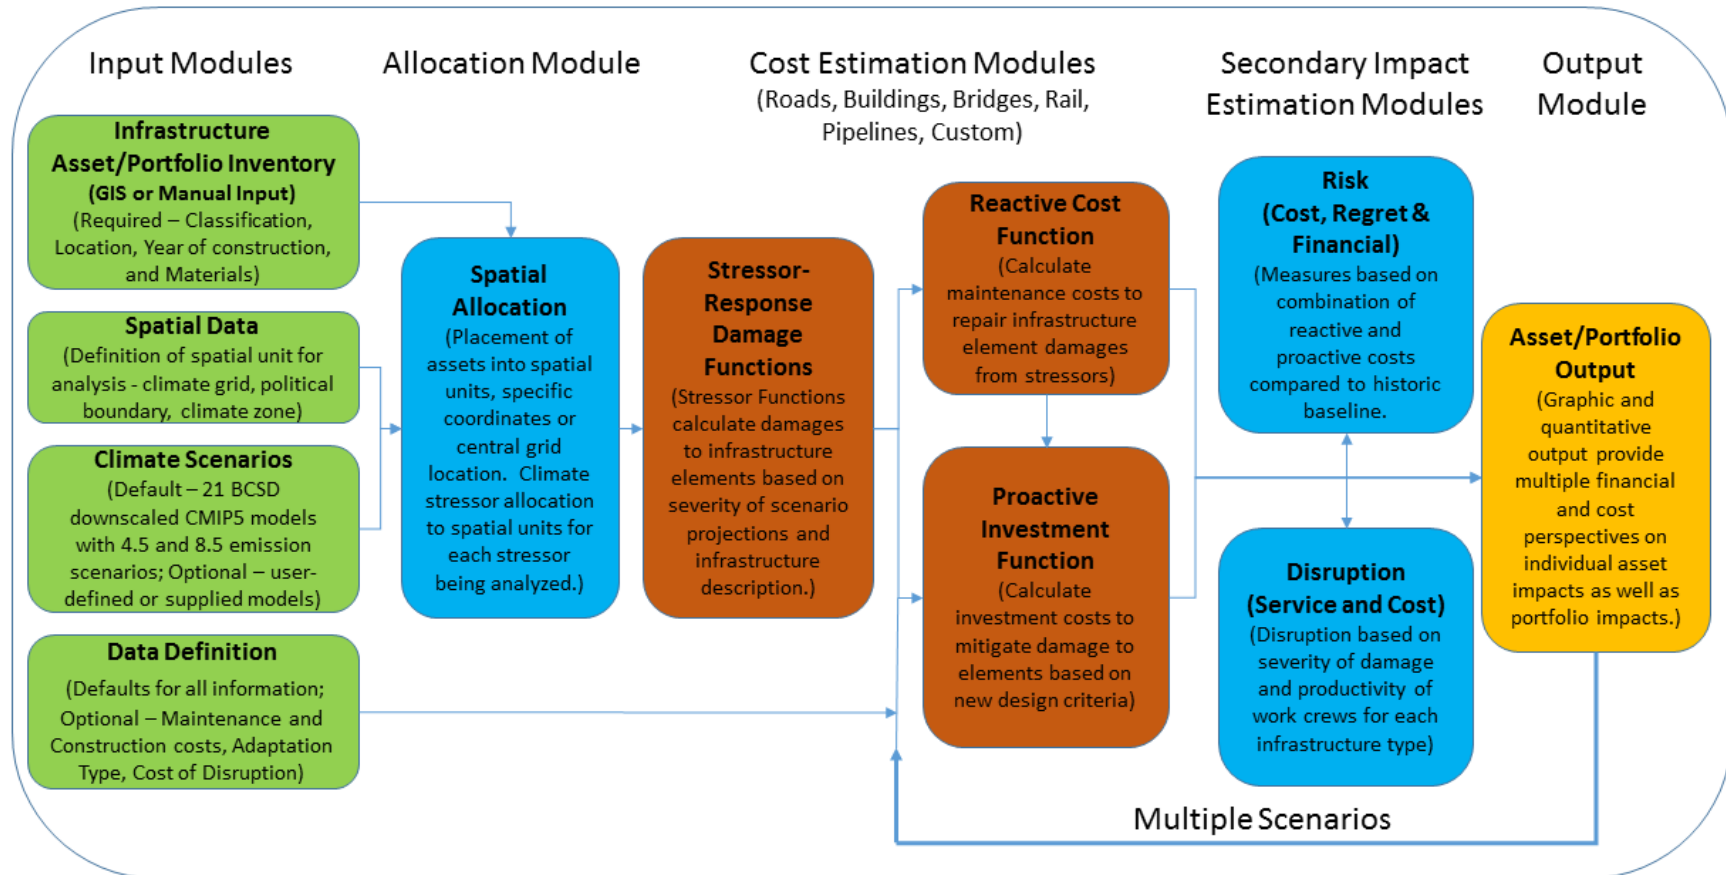 Input Modules
Allocation Module
Cost Estimation Modules
(Roads, Buildings, Bridges, Rail,
Pipelines, Custom)
Secondary Impact
Estimation Modules
Output
Module
Infrastructure
Asset/Portfolio Inventory
(GIS or Manual Input)
(Required – Classification,
Location, Year of construction,
and Materials)
Spatial Data
(Definition of spatial unit for
analysis - climate grid, political
boundary, climate zone)
Climate Scenarios
(Default – 21 BCSD
downscaled CMIP5 models
with 4.5 and 8.5 emission
scenarios; Optional – user-
defined or supplied models)
Data Definition
(Defaults for all information;
Optional – Maintenance and
Construction costs, Adaptation
Type, Cost of Disruption)
Spatial
Allocation
(Placement of
assets into spatial
units, specific
coordinates or
central grid
location. Climate
stressor allocation
to spatial units for
each stressor
being analyzed.)
Stressor-
Response
Damage
Functions
(Stressor Functions
calculate damages
to infrastructure
elements based on
severity of scenario
projections and
infrastructure
description.)
Reactive Cost
Function
(Calculate
maintenance costs to
repair infrastructure
element damages
from stressors)
Proactive
Investment
Function
(Calculate
investment costs to
mitigate damage to
elements based on
new design criteria)
Risk
(Cost, Regret &
Financial)
(Measures based on
combination of
reactive and
proactive costs
compared to historic
baseline.
Disruption
(Service and Cost)
(Disruption based on
severity of damage
and productivity of
work crews for each
infrastructure type)
Asset/Portfolio
Output
(Graphic and
quantitative
output provide
multiple financial
and cost
perspectives on
individual asset
impacts as well as
portfolio impacts.)
Multiple Scenarios